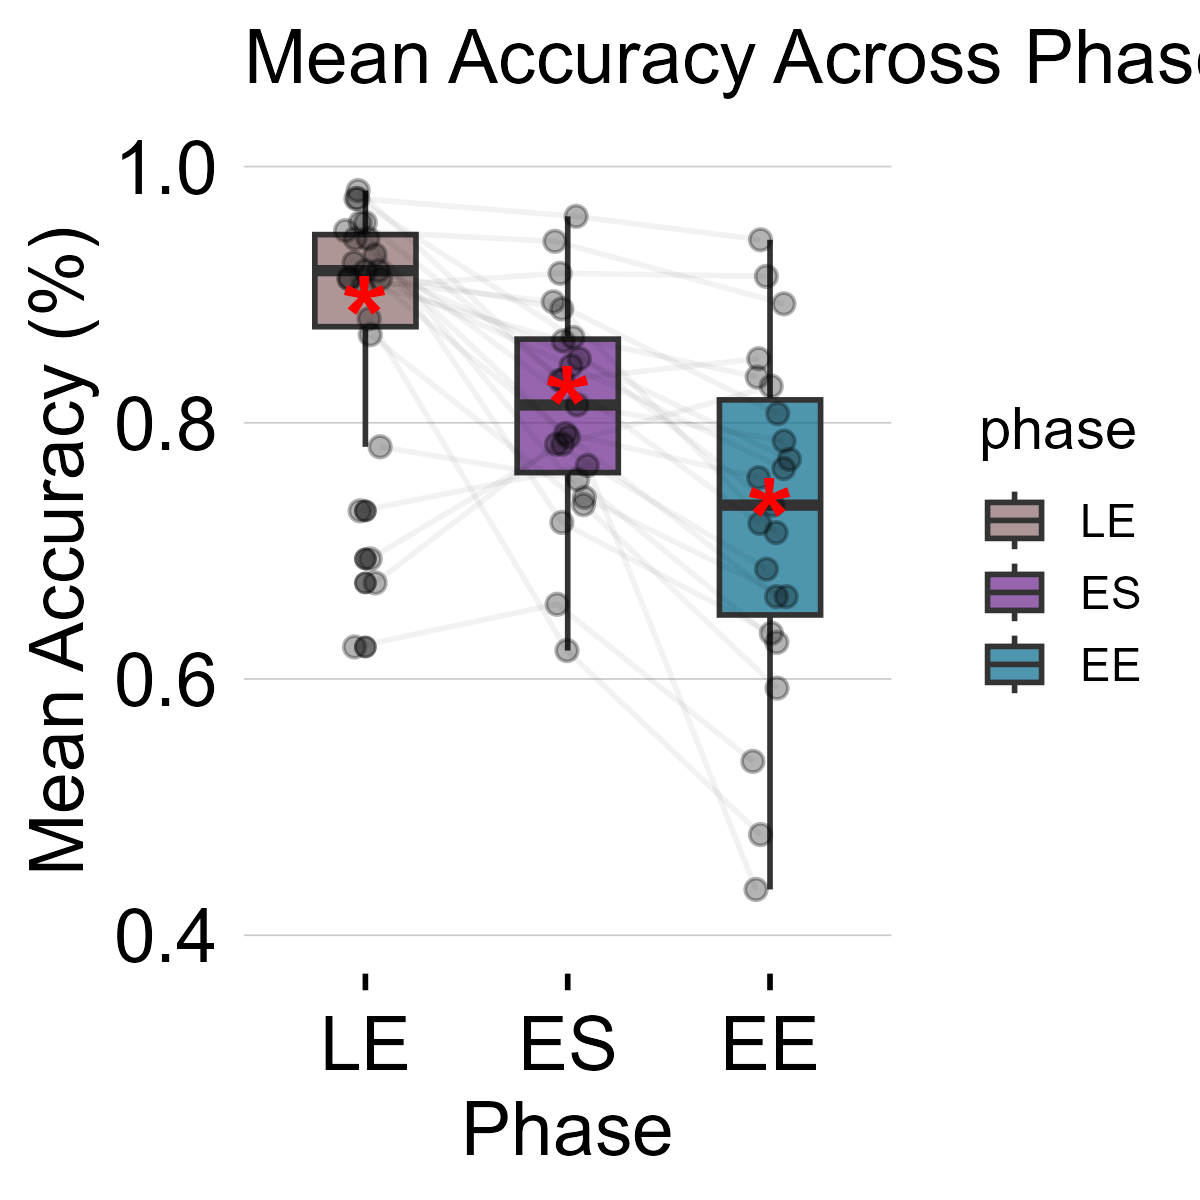 Mean Accuracy Across Phase
Mean Accuracy (%)
1.0
0.8
0.6
0.4
LE
ES
EE
Phase
phase
LE
ES
EE